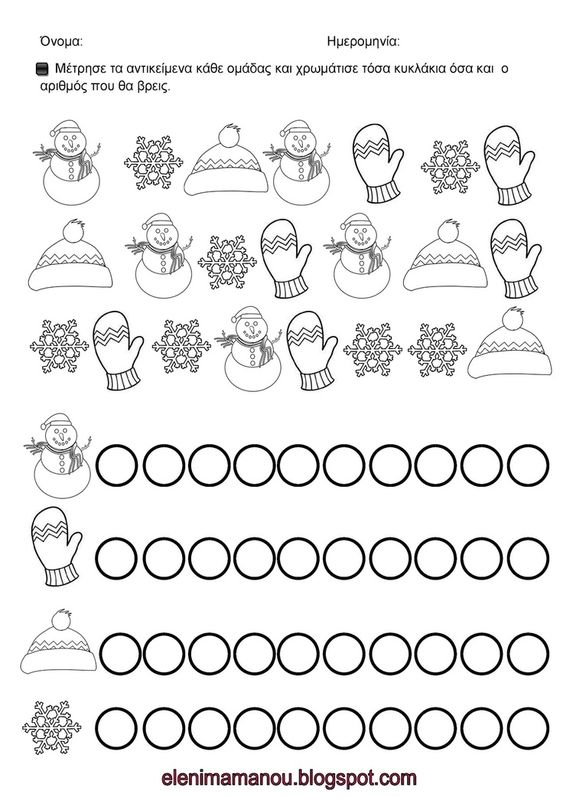 Όνομα: Ημερομηνία:
Μέτρησε τα αντικείμενα κάθε ομάδας και χρωμάτισε τόσα κυκλάκια όσα και ο
αριθμός που θα βρεις.
elenimamanou.blogspot.com